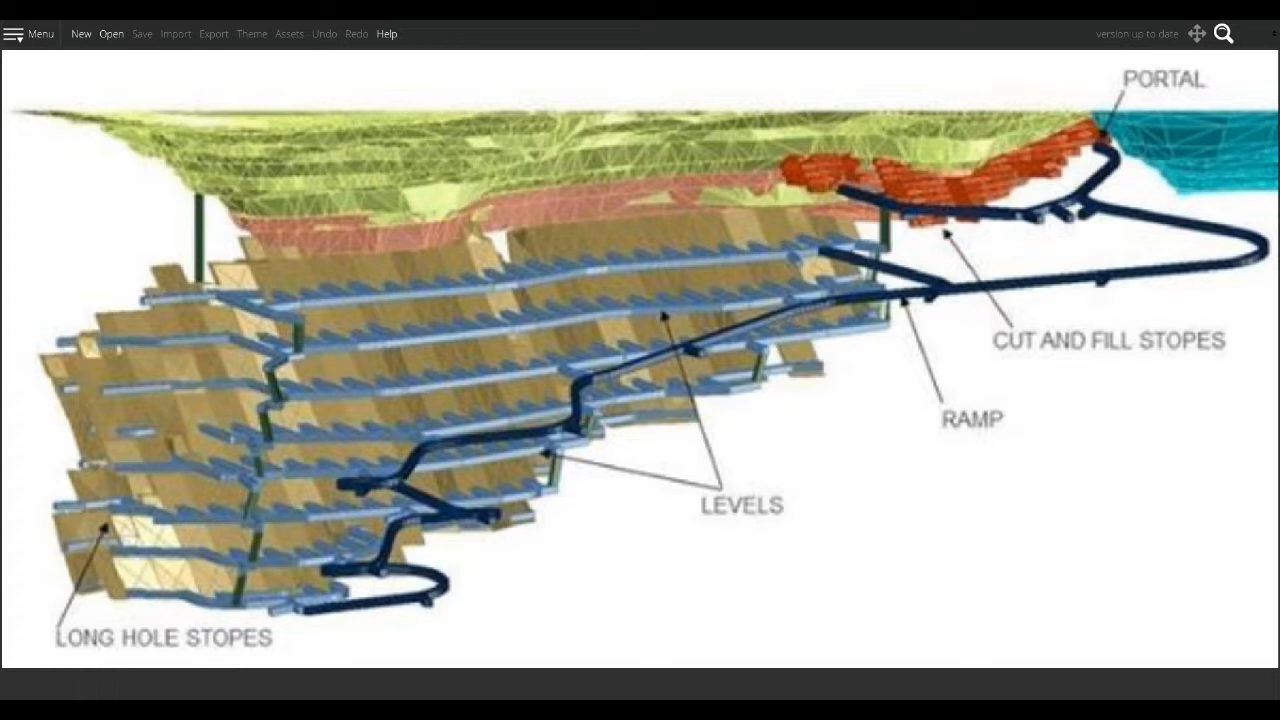 Menu New Open Save Import Export Theme Assets Undo Redo Help version up to date
PORTAL
CUT AND FILL STOPES
RAMP
LEVELS
LONG HOLE STOPES